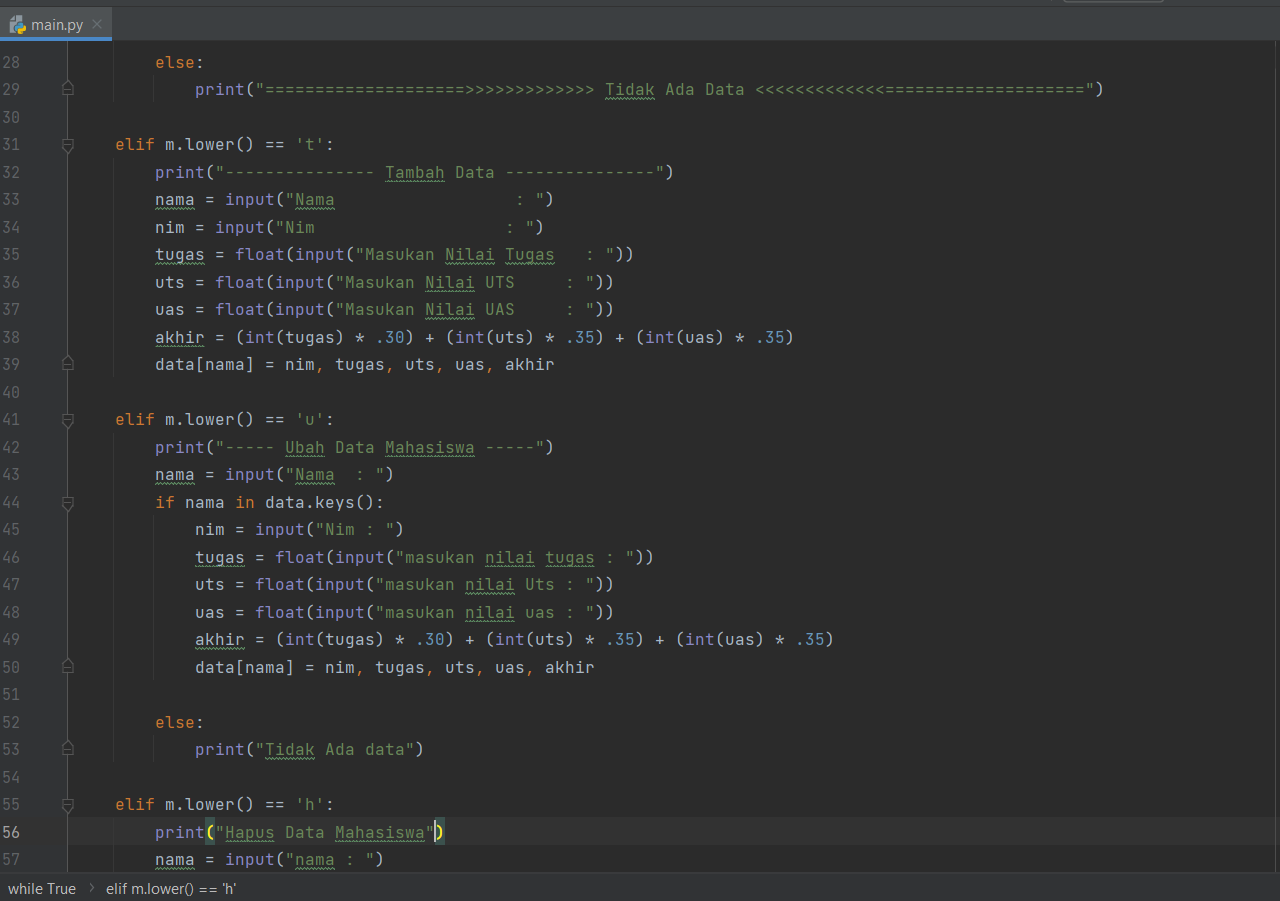 main.py
28 else:
29 print("====================>>>>>>>>>>>>> Tidak Ada Data <<<<<<<<<<<<<====================")
30
31 elif m.lower() == 't':
32 print("--------------- Tambah Data ---------------")
33 nama = input("Nama                  : ")
34 nim = input("Nim                   : ")
35 tugas = float(input("Masukan Nilai Tugas   : "))
36 uts = float(input("Masukan Nilai UTS     : "))
37 uas = float(input("Masukan Nilai UAS     : "))
38 akhir = (int(tugas) * .30) + (int(uts) * .35) + (int(uas) * .35)
39 data[nama] = nim, tugas, uts, uas, akhir
40
41 elif m.lower() == 'u':
42 print("----- Ubah Data Mahasiswa -----")
43 nama = input("Nama  : ")
44 if nama in data.keys():
45 nim = input("Nim : ")
46 tugas = float(input("masukan nilai tugas : "))
47 uts = float(input("masukan nilai Uts : "))
48 uas = float(input("masukan nilai uas : "))
49 akhir = (int(tugas) * .30) + (int(uts) * .35) + (int(uas) * .35)
50 data[nama] = nim, tugas, uts, uas, akhir
51
52 else:
53 print("Tidak Ada data")
54
55 elif m.lower() == 'h':
56 print("Hapus Data Mahasiswa")
57 nama = input("nama : ")
while True > elif m.lower() == 'h'